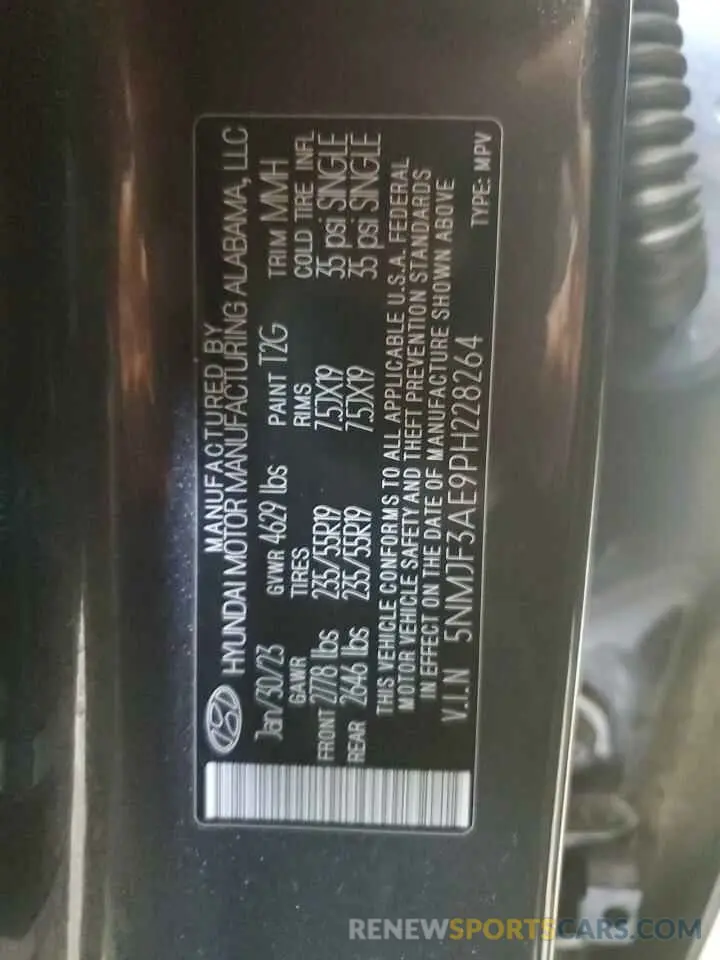 MANUFACTURED BY
HYUNDAI MOTOR MANUFACTURING ALABAMA, LLC
Jan/30/23 GVWR 4629 lbs PAINT T2G TRIM MMH
GAWR TIRES RIMS COLD TIRE INFL
FRONT 2778 lbs 235/55R19 7.5JX19 35 psi SINGLE
REAR 2646 lbs 235/55R19 7.5JX19 35 psi SINGLE
THIS VEHICLE CONFORMS TO ALL APPLICABLE U.S.A. FEDERAL
MOTOR VEHICLE SAFETY AND THEFT PREVENTION STANDARDS
IN EFFECT ON THE DATE OF MANUFACTURE SHOWN ABOVE
V.I.N 5NMJF3AE9PH228264 TYPE: MPV
RENEWSPORTSCARS.COM